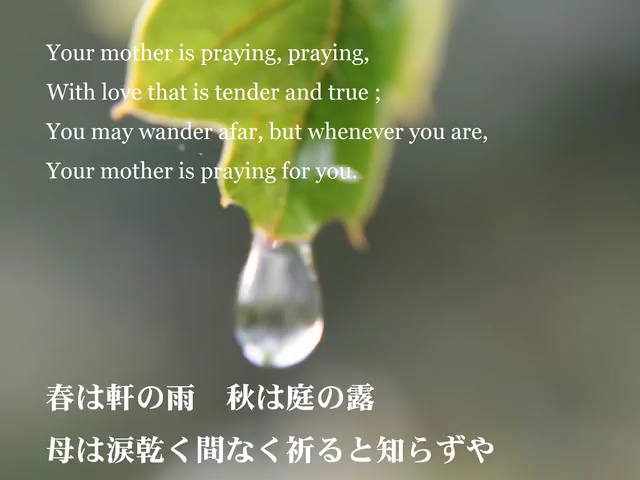 Your mother is praying, praying,
With love that is tender and true ;
You may wander afar, but whenever you are,
Your mother is praying for you.
春は軒の雨　秋は庭の露
母は涙乾く間なく祈ると知らずや